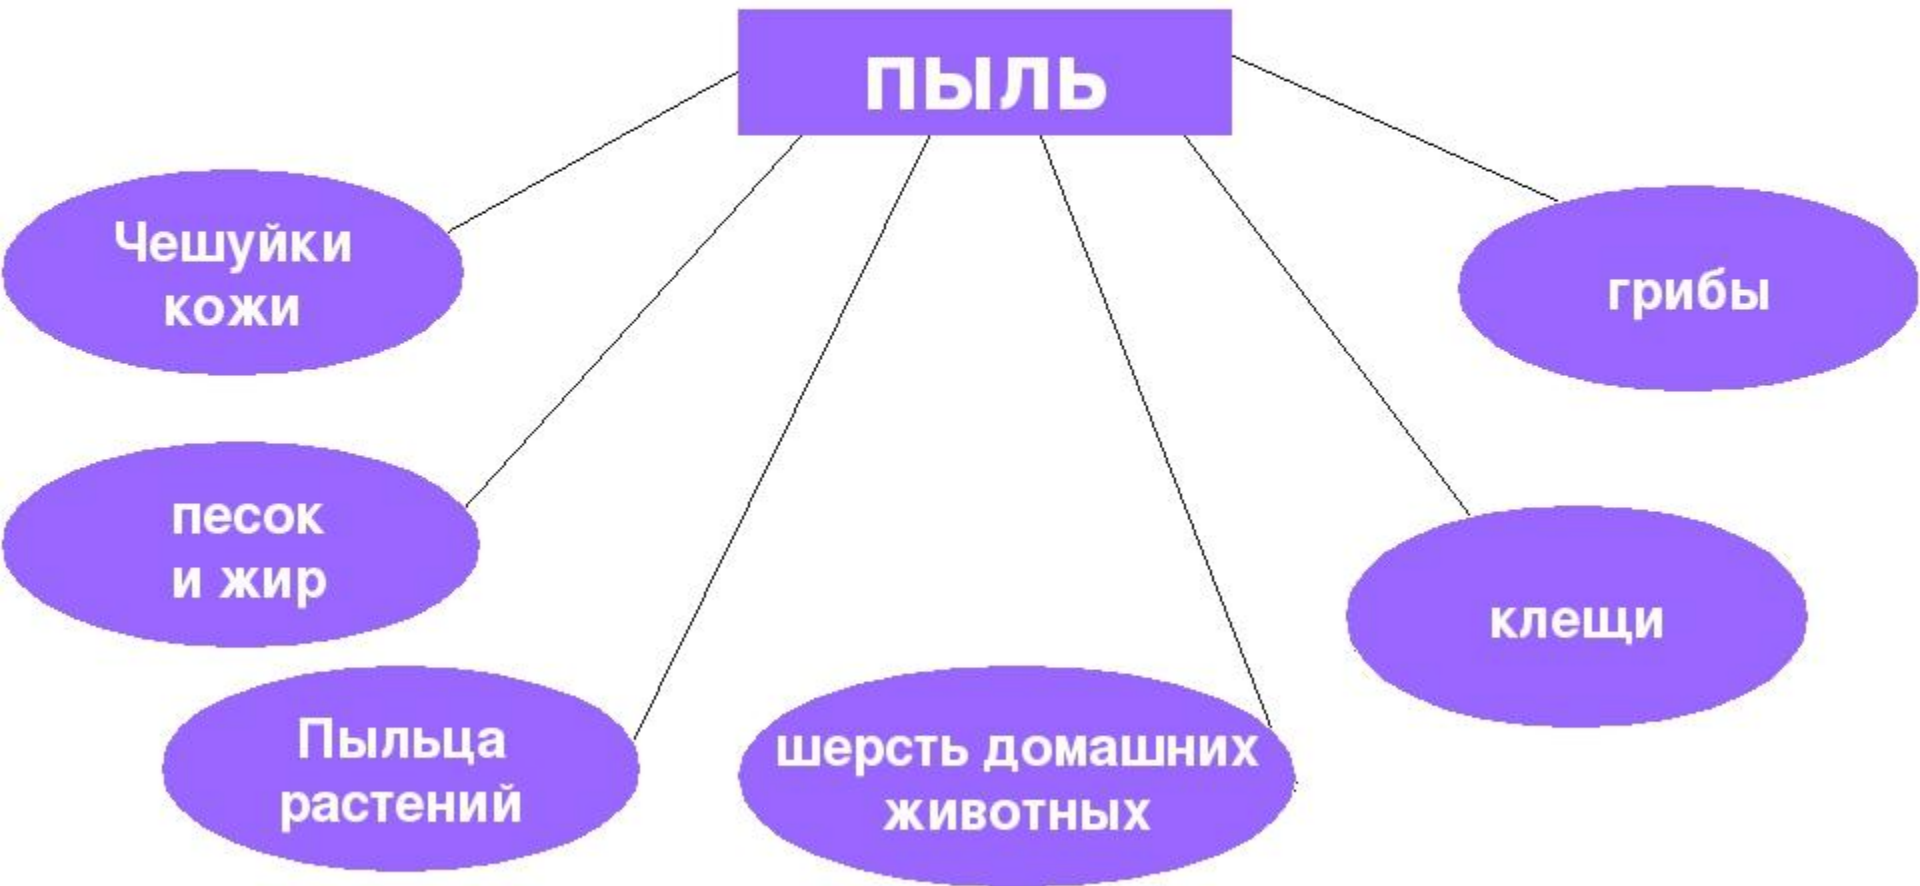 ПЫЛЬ
Чешуйки
кожи
грибы
песок
и жир
клещи
Пыльца
растений
шерсть домашних
животных